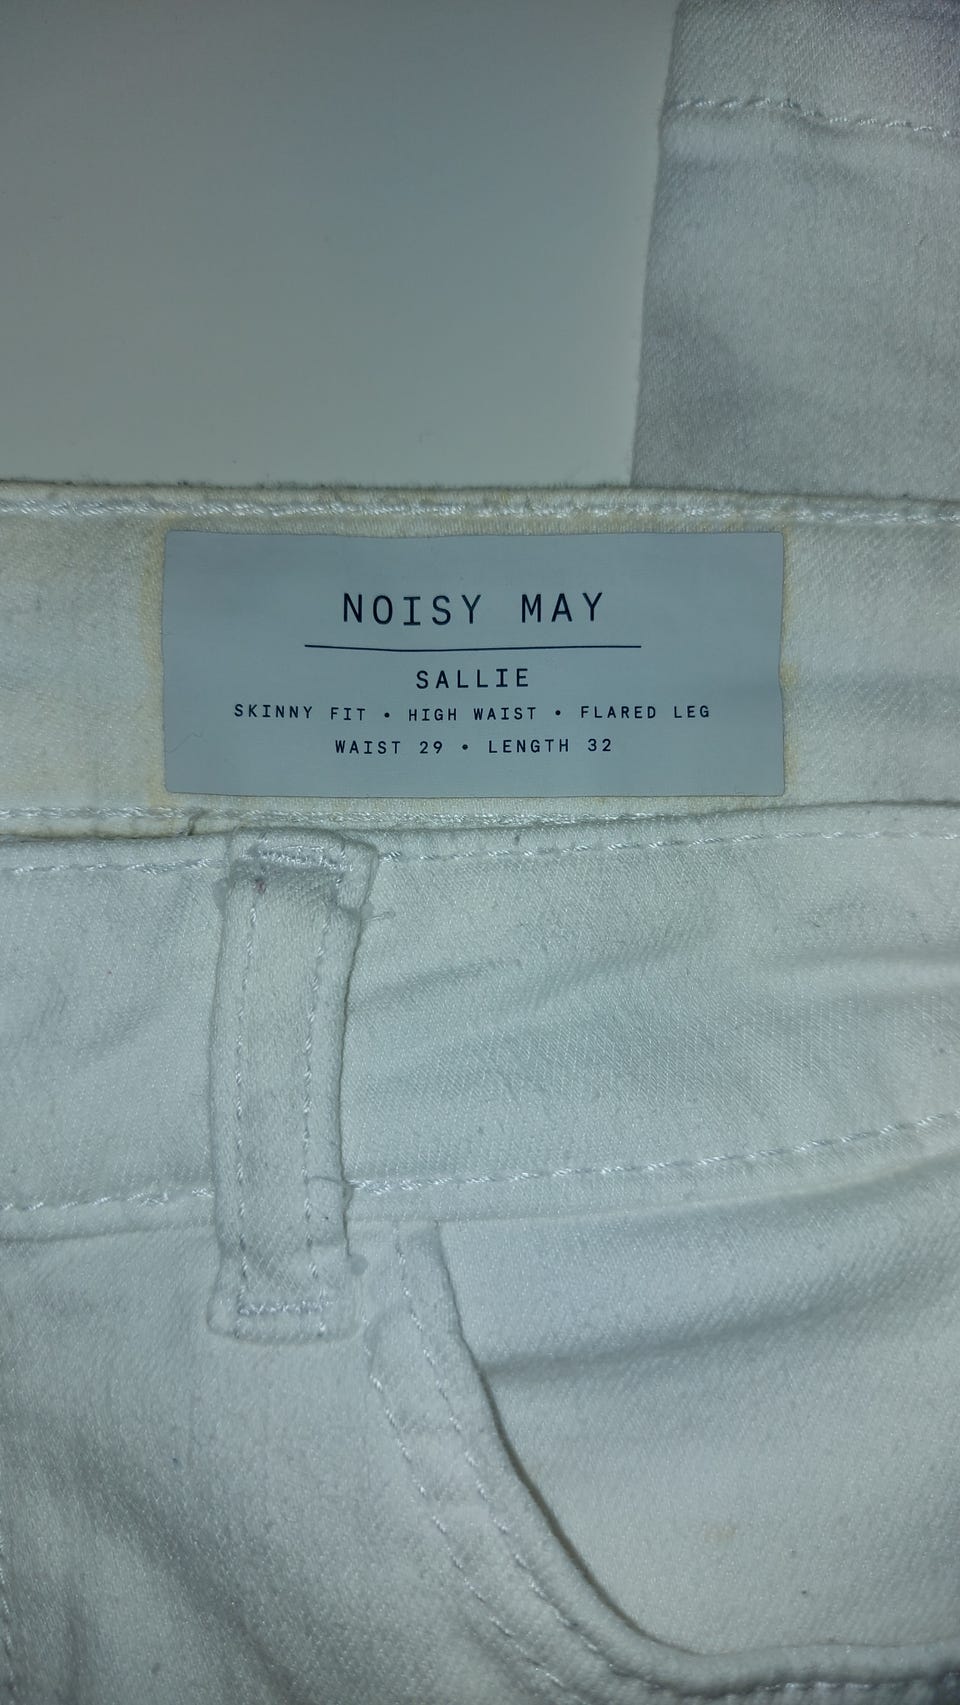 NOISY MAY
SALLIE
SKINNY FIT • HIGH WAIST • FLARED LEG
WAIST 29 • LENGTH 32